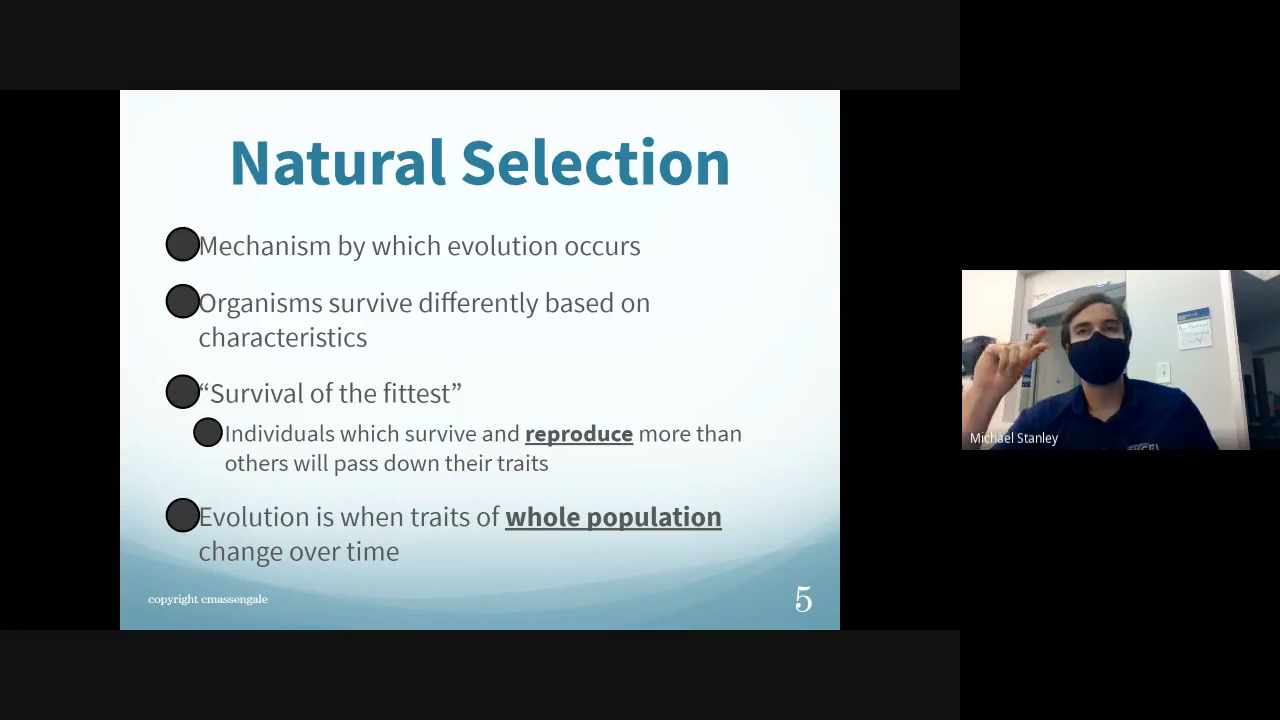 Natural Selection
Mechanism by which evolution occurs
Organisms survive differently based on
characteristics
“Survival of the fittest”
Individuals which survive and reproduce more than
others will pass down their traits
Evolution is when traits of whole population
change over time
copyright cmassengale
5
Michael Stanley